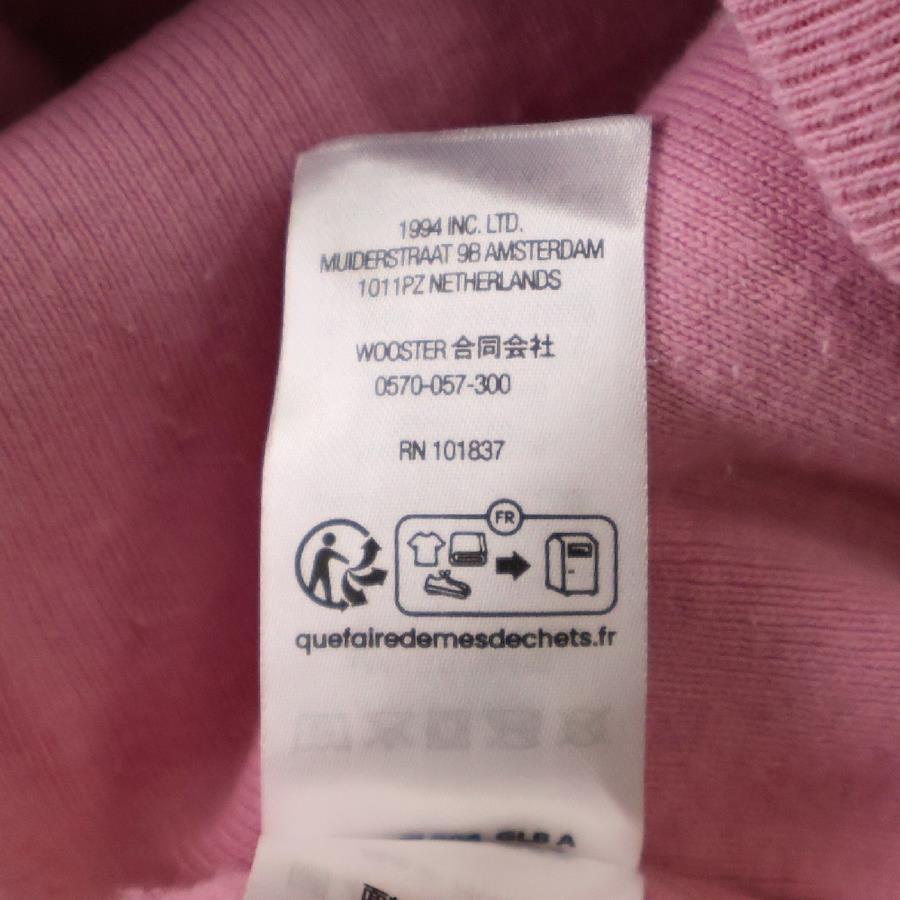 1994 INC. LTD.
MUIDERSTRAAT 9B AMSTERDAM
1011PZ NETHERLANDS
WOOSTER 合同会社
0570-057-300
RN 101837
FR
quefairedemesdechets.fr